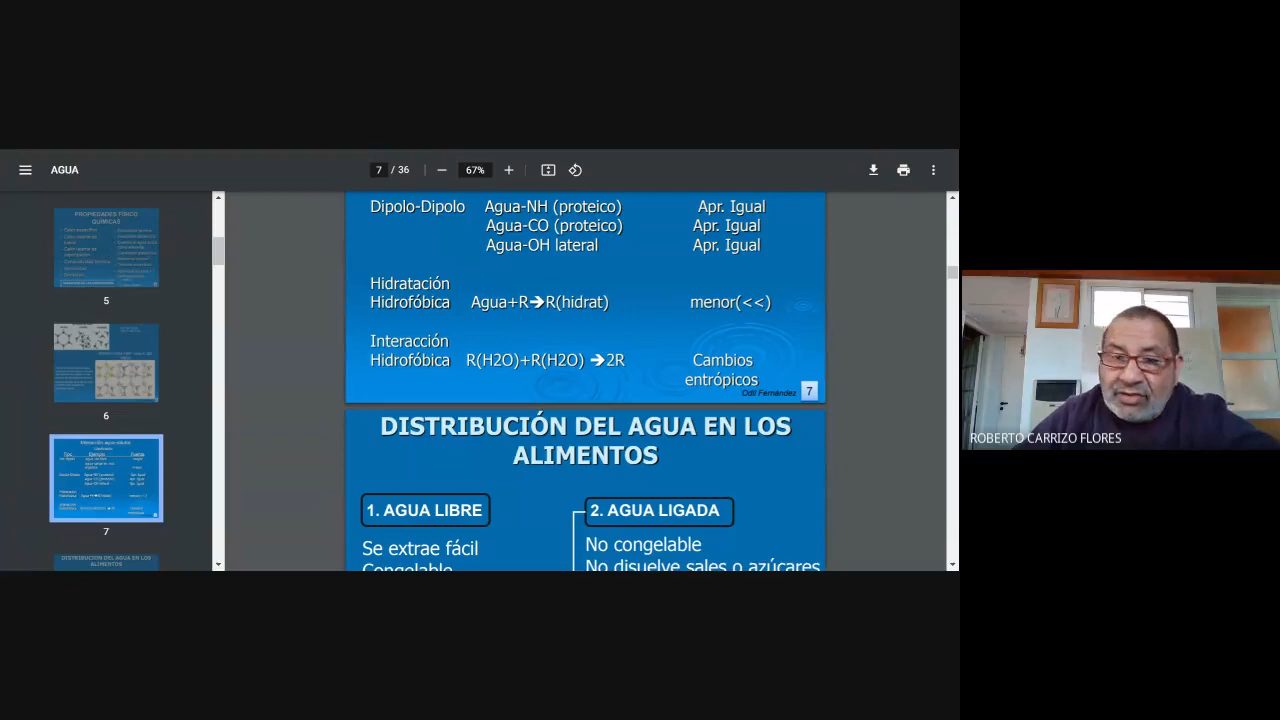 AGUA
7 / 36
67%
PROPIEDADES FÍSICO
QUÍMICAS
5
6
7
DISTRIBUCIÓN DEL AGUA EN LOS
ALIMENTOS
Dipolo-Dipolo Agua-NH (proteico) Apr. Igual
Agua-CO (proteico) Apr. Igual
Agua-OH lateral Apr. Igual
Hidratación
Hidrofóbica Agua+R➔R(hidrat) menor(<<)
Interacción
Hidrofóbica R(H2O)+R(H2O) ➔2R Cambios
entrópicos
Odil Fernández 7
DISTRIBUCIÓN DEL AGUA EN LOS
ALIMENTOS
1. AGUA LIBRE 2. AGUA LIGADA
Se extrae fácil No congelable
Congelable No disuelve sales o azúcares
ROBERTO CARRIZO FLORES